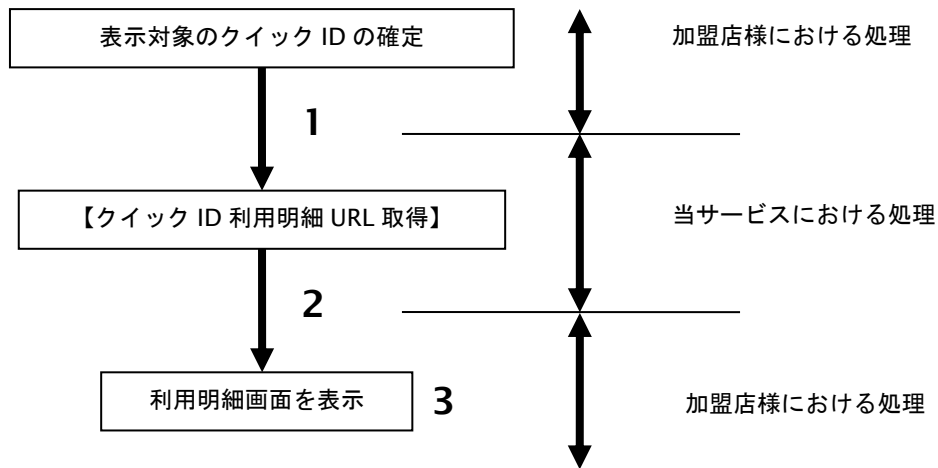 表示対象のクイック ID の確定
加盟店様における処理
1
【クイック ID 利用明細 URL 取得】
当サービスにおける処理
2
利用明細画面を表示
3
加盟店様における処理